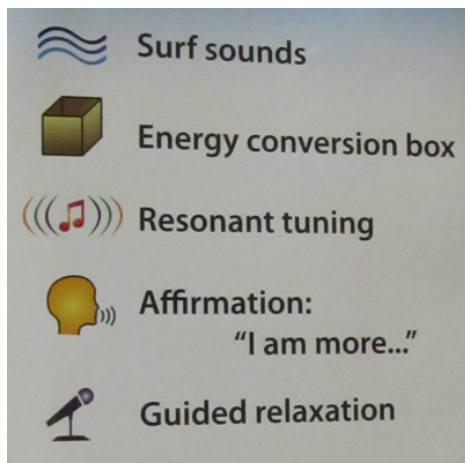 Surf sounds
Energy conversion box
Resonant tuning
Affirmation:
"I am more..."
Guided relaxation